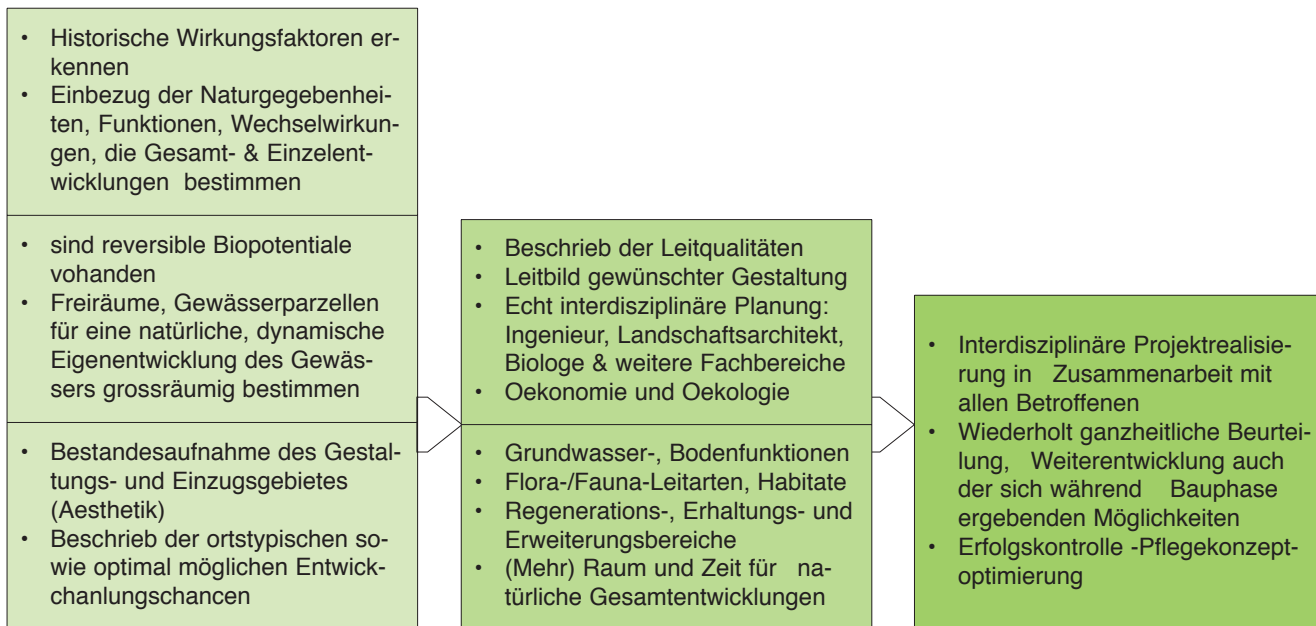 • Historische Wirkungsfaktoren er-
kennen
• Einbezug der Naturgegebenhei-
ten, Funktionen, Wechselwirkun-
gen, die Gesamt- & Einzelent-
wicklungen bestimmen
• sind reversible Biopotentiale
vohanden
• Freiräume, Gewässerparzellen
für eine natürliche, dynamische
Eigenentwicklung des Gewäs-
sers grossräumig bestimmen
• Bestandesaufnahme des Gestal-
tungs- und Einzugsgebietes
(Aesthetik)
• Beschrieb der ortstypischen so-
wie optimal möglichen Entwick-
chanlungschancen
• Beschrieb der Leitqualitäten
• Leitbild gewünschter Gestaltung
• Echt interdisziplinäre Planung:
Ingenieur, Landschaftsarchitekt,
Biologe & weitere Fachbereiche
• Oekonomie und Oekologie
• Grundwasser-, Bodenfunktionen
• Flora-/Fauna-Leitarten, Habitate
• Regenerations-, Erhaltungs- und
Erweiterungsbereiche
• (Mehr) Raum und Zeit für na-
türliche Gesamtentwicklungen
• Interdisziplinäre Projektrealisie-
rung in Zusammenarbeit mit
allen Betroffenen
• Wiederholt ganzheitliche Beurtei-
lung, Weiterentwicklung auch
der sich während Bauphase
ergebenden Möglichkeiten
• Erfolgskontrolle -Pflegekonzept-
optimierung